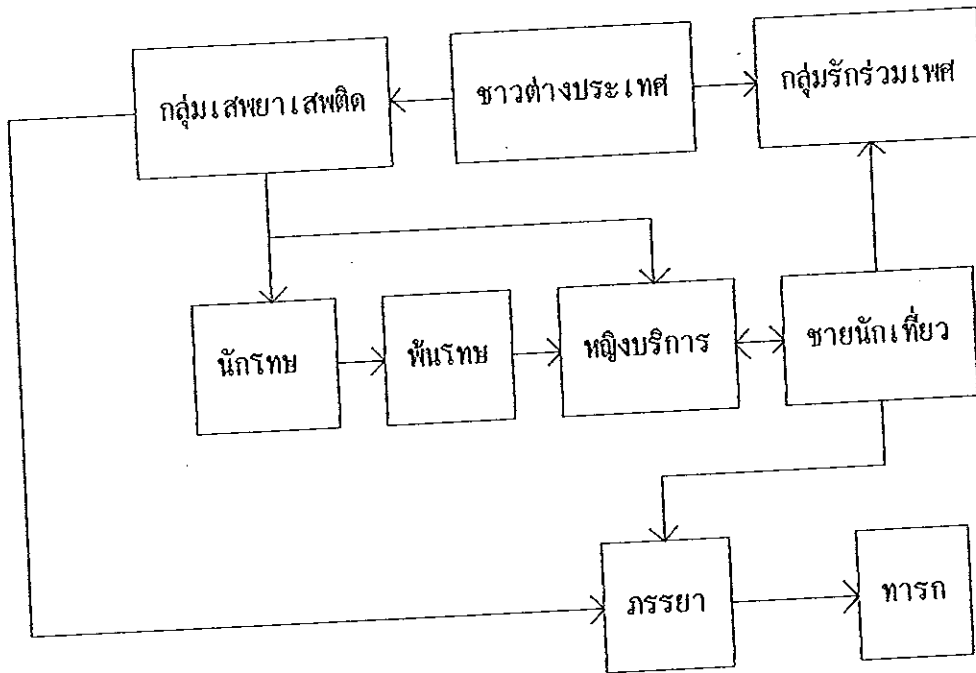 กลุ่มเสพยาเสพติด
ชาวต่างประเทศ
กลุ่มรักร่วมเพศ
นักโทษ
พ้นโทษ
หญิงบริการ
ชายนักเที่ยว
ภรรยา
ทารก